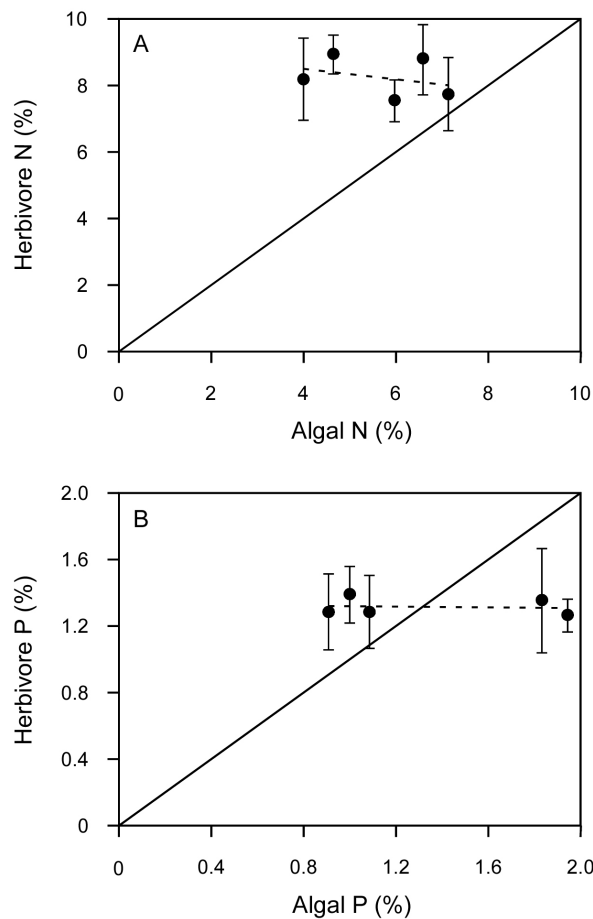 A
10
8
6
4
2
0
Herbivore N (%)
0 2 4 6 8 10
Algal N (%)
B
2.0
1.6
1.2
0.8
0.4
0
Herbivore P (%)
0 0.4 0.8 1.2 1.6 2.0
Algal P (%)